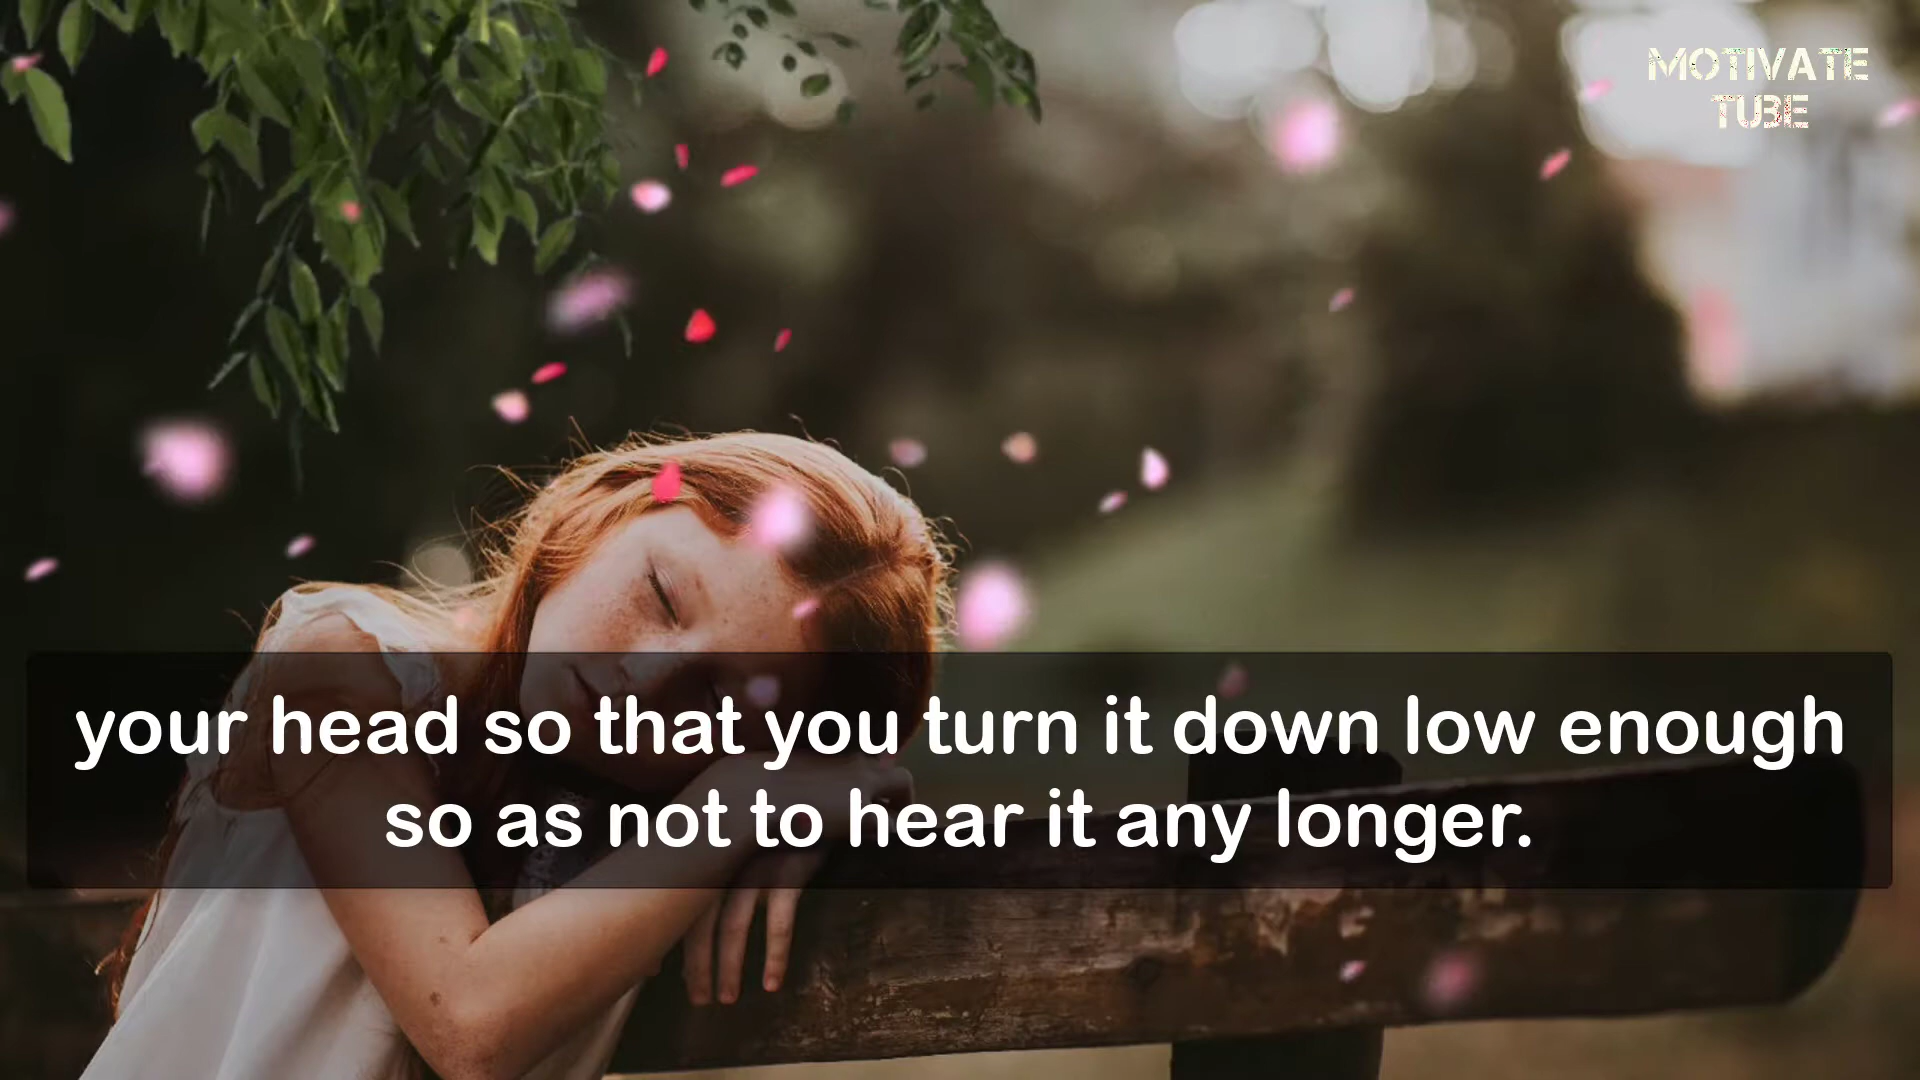 MOTIVATE
TUBE
your head so that you turn it down low enough
so as not to hear it any longer.